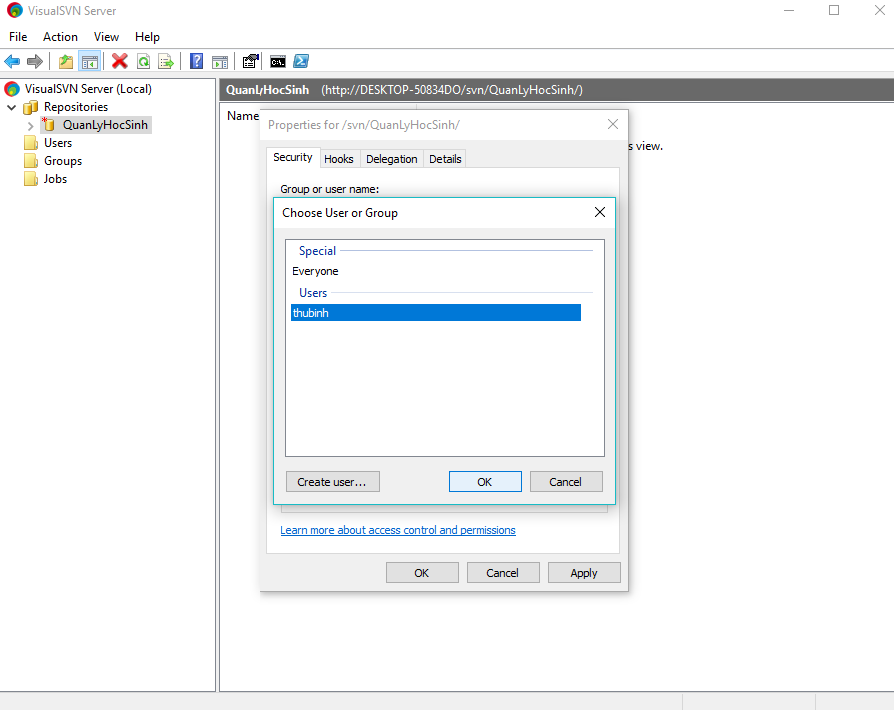 VisualSVN Server
File Action View Help
VisualSVN Server (Local)
Repositories
QuanLyHocSinh
Users
Groups
Jobs
QuanLyHocSinh (http://DESKTOP-50834DO/svn/QuanLyHocSinh/)
Name
s view.
Properties for /svn/QuanLyHocSinh/
Security Hooks Delegation Details
Group or user name:
Choose User or Group
Special
Everyone
Users
thubinh
Create user... OK Cancel
Learn more about access control and permissions
OK Cancel Apply